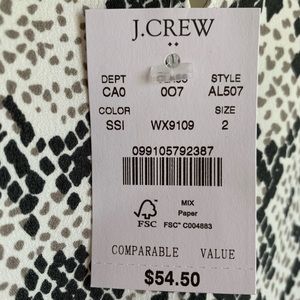 J.CREW
DEPT CLASS STYLE
CA0 007 AL507
COLOR SIZE
SSI WX9109 2
099105792387
MIX
Paper
FSC
FSC® C004883
COMPARABLE VALUE
$54.50